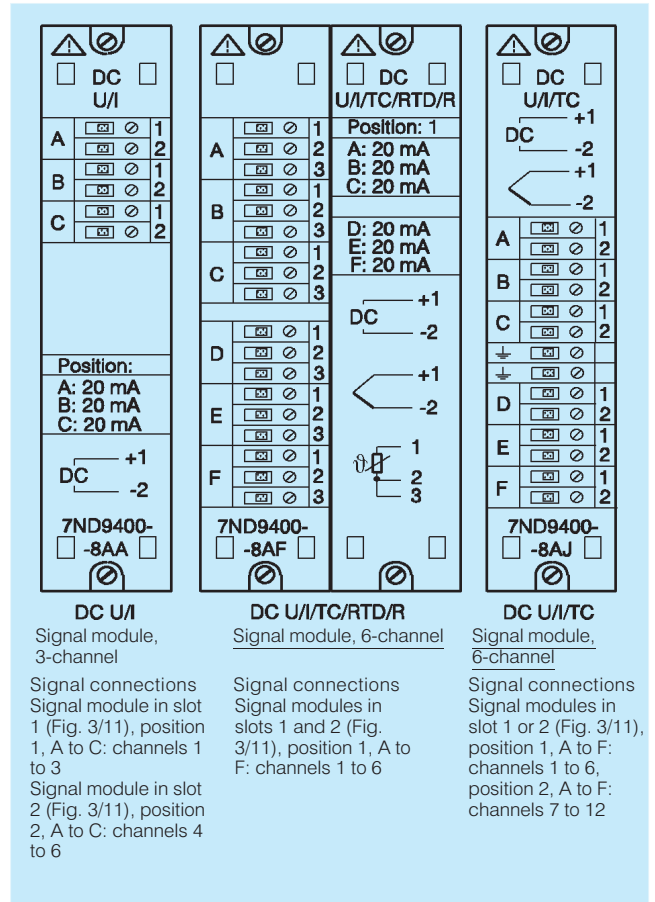 DC
U/I
A
1
2
B
1
2
C
1
2
Position:
A: 20 mA
B: 20 mA
C: 20 mA
DC
+1
-2
7ND9400-
-8AA
DC U/I
Signal module,
3-channel
Signal connections
Signal module in slot
1 (Fig. 3/11), position
1, A to C: channels 1
to 3
Signal module in slot
2 (Fig. 3/11), position
2, A to C: channels 4
to 6
A
1
2
3
B
1
2
3
C
1
2
3
D
1
2
3
E
1
2
3
F
1
2
3
7ND9400-
-8AF
DC
U/I/TC/RTD/R
Position: 1
A: 20 mA
B: 20 mA
C: 20 mA
D: 20 mA
E: 20 mA
F: 20 mA
DC
+1
-2
+1
-2
ϑ
1
2
3
DC U/I/TC/RTD/R
Signal module, 6-channel
Signal connections
Signal modules in
slots 1 and 2 (Fig.
3/11), position 1, A to
F: channels 1 to 6
DC
U/I/TC
DC
+1
-2
+1
-2
A
1
2
B
1
2
C
1
2
D
1
2
E
1
2
F
1
2
7ND9400-
-8AJ
DC U/I/TC
Signal module,
6-channel
Signal connections
Signal modules in
slot 1 or 2 (Fig. 3/11),
position 1, A to F:
channels 1 to 6,
position 2, A to F:
channels 7 to 12